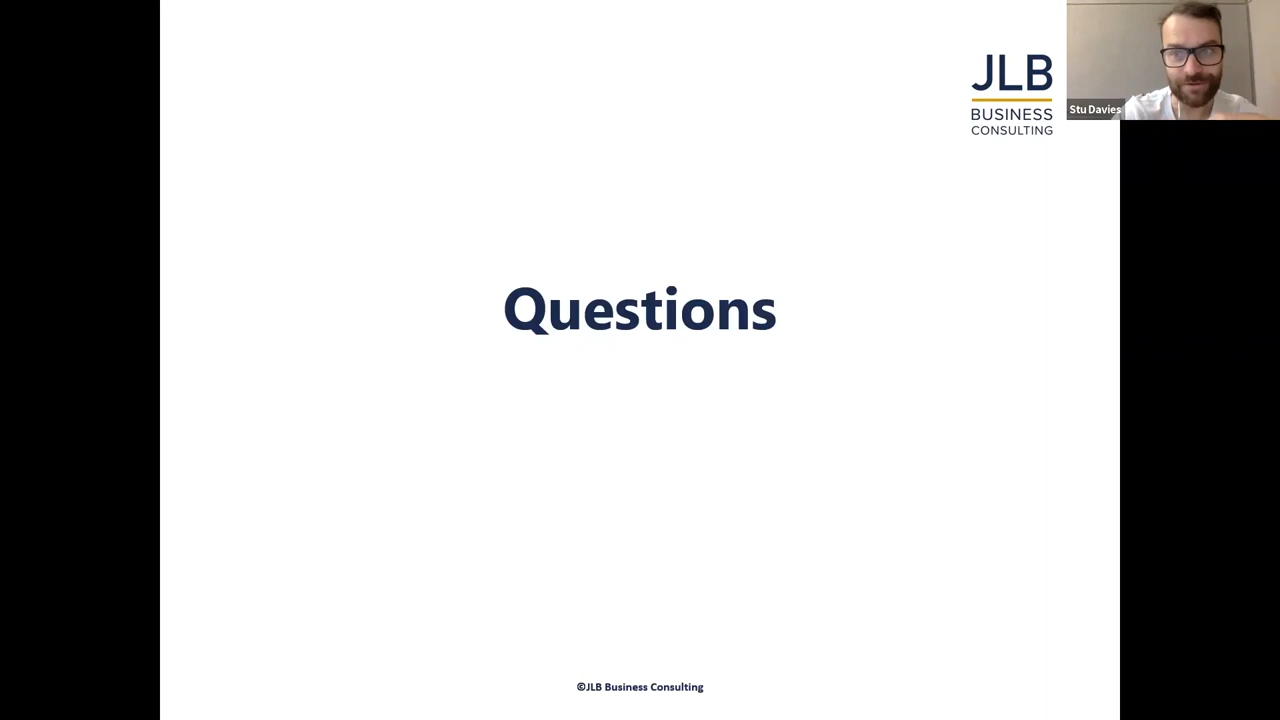 JLB
BUSINESS
CONSULTING
Stu Davies
Questions
©JLB Business Consulting